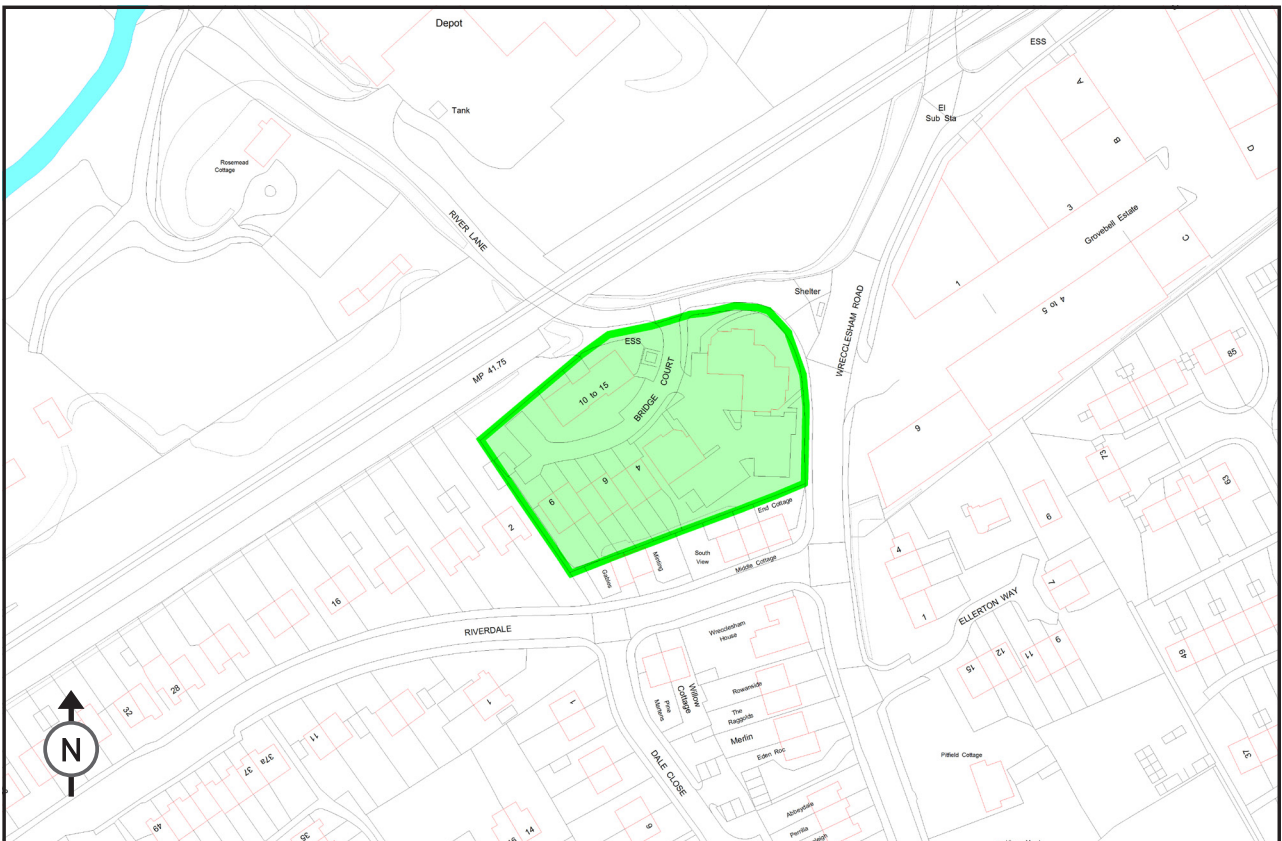 Depot
ESS
Tank
A
El
Sub Sta
B
D
Rosemead
Cottage
RIVER LANE
3
Grovebell Estate
C
Shelter
1
4 to 5
WRECCLESHAM ROAD
ESS
MP 41.75
COURT
BRIDGE
10 to 15
85
9
4
6
6
73
63
2
End Cottage
9
South
View
Middle Cottage
Minting
Gables
4
7
16
1
ELLERTON WAY
RIVERDALE
Wrecclesham
House
9
12
11
15
49
Willow
Cottage
Pine
Martens
Rowanside
28
32
The
Raggolds
1
1
Merlin
11
N
Eden Roc
Pitfield Cottage
37
37a
37
DALE CLOSE
Abbeydale
Perrilia
49
35
14
9